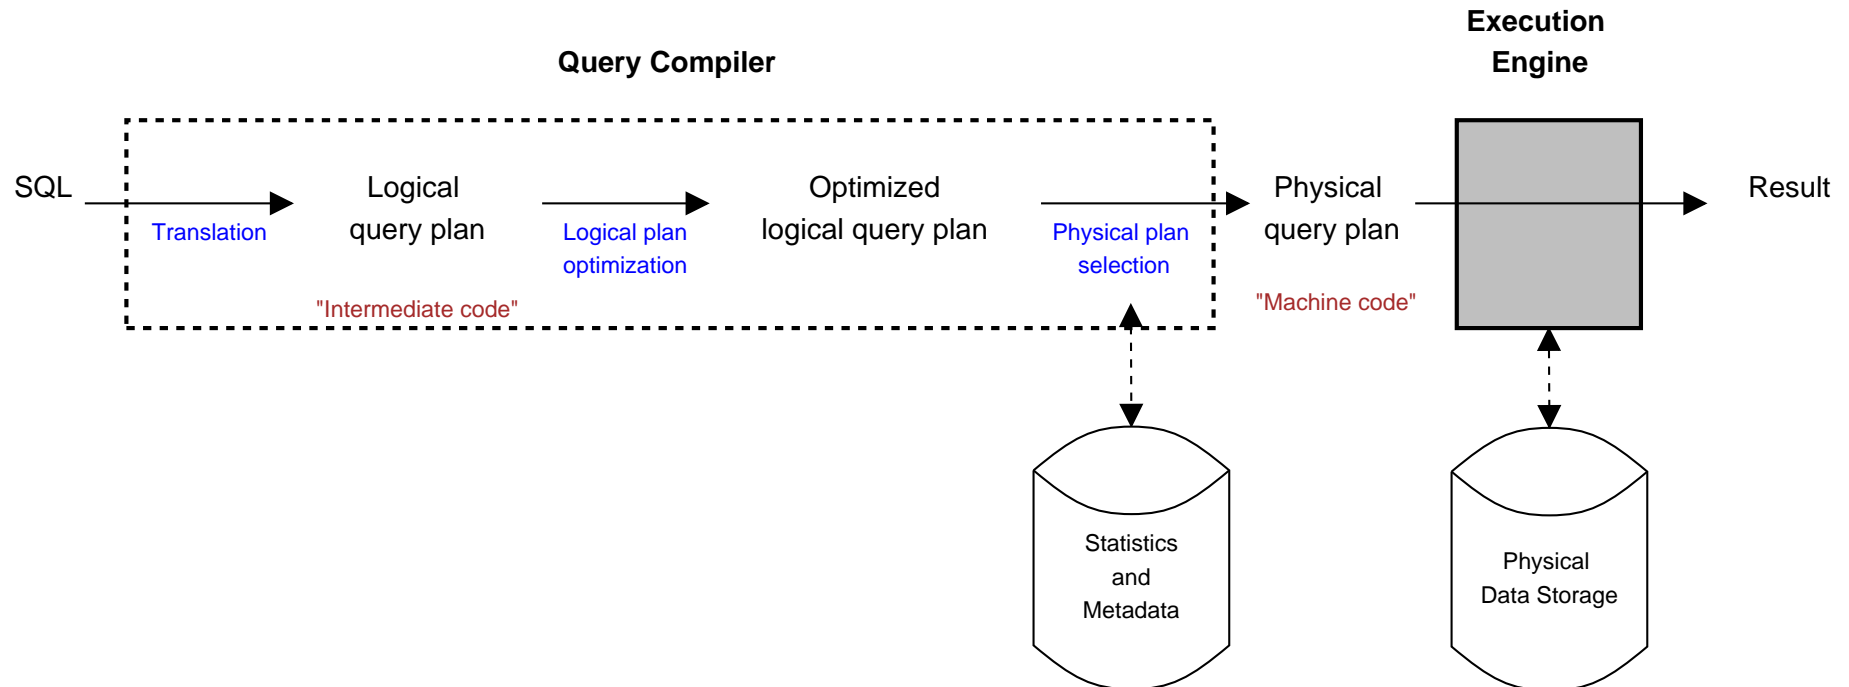 Execution
Engine
Query Compiler
SQL
Translation
Logical
query plan
"Intermediate code"
Logical plan
optimization
Optimized
logical query plan
Physical plan
selection
Physical
query plan
"Machine code"
Result
Statistics
and
Metadata
Physical
Data Storage